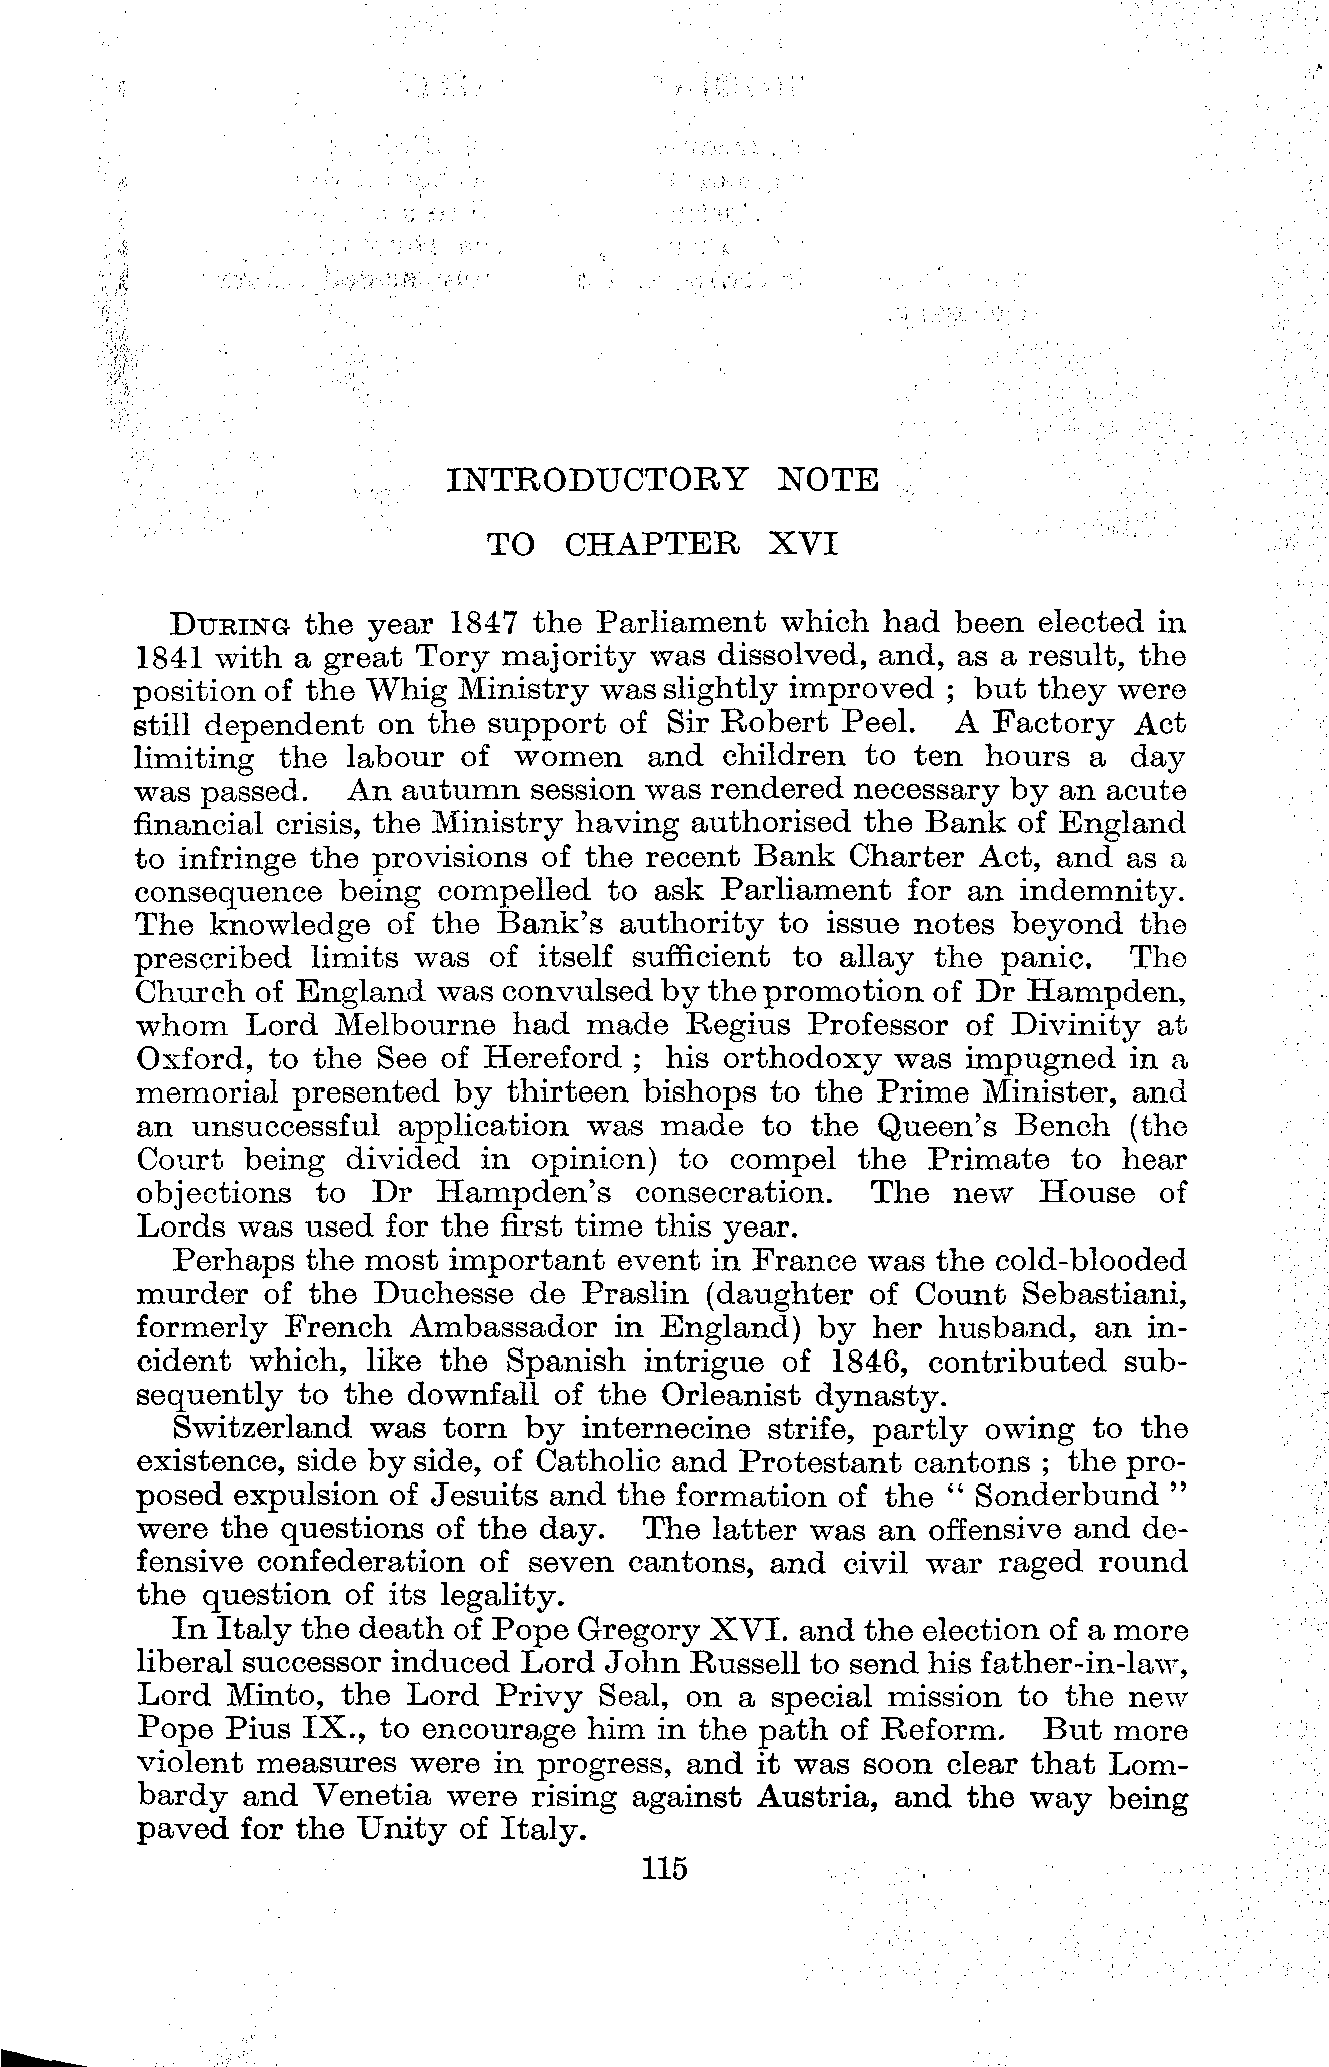 INTRODUCTORY NOTE
TO CHAPTER XVI
DURING the year 1847 the Parliament which had been elected in
1841 with a great Tory majority was dissolved, and, as a result, the
position of the Whig Ministry was slightly improved ; but they were
still dependent on the support of Sir Robert Peel. A Factory Act
limiting the labour of women and children to ten hours a day
was passed. An autumn session was rendered necessary by an acute
financial crisis, the Ministry having authorised the Bank of England
to infringe the provisions of the recent Bank Charter Act, and as a
consequence being compelled to ask Parliament for an indemnity.
The knowledge of the Bank's authority to issue notes beyond the
prescribed limits was of itself sufficient to allay the panic. The
Church of England was convulsed by the promotion of Dr Hampden,
whom Lord Melbourne had made Regius Professor of Divinity at
Oxford, to the See of Hereford ; his orthodoxy was impugned in a
memorial presented by thirteen bishops to the Prime Minister, and
an unsuccessful application was made to the Queen's Bench (the
Court being divided in opinion) to compel the Primate to hear
objections to Dr Hampden's consecration. The new House of
Lords was used for the first time this year.
Perhaps the most important event in France was the cold-blooded
murder of the Duchesse de Praslin (daughter of Count Sebastiani,
formerly French Ambassador in England) by her husband, an in-
cident which, like the Spanish intrigue of 1846, contributed sub-
sequently to the downfall of the Orleanist dynasty.
Switzerland was torn by internecine strife, partly owing to the
existence, side by side, of Catholic and Protestant cantons ; the pro-
posed expulsion of Jesuits and the formation of the " Sonderbund "
were the questions of the day. The latter was an offensive and de-
fensive confederation of seven cantons, and civil war raged round
the question of its legality.
In Italy the death of Pope Gregory XVI. and the election of a more
liberal successor induced Lord John Russell to send his father-in-law,
Lord Minto, the Lord Privy Seal, on a special mission to the new
Pope Pius IX., to encourage him in the path of Reform. But more
violent measures were in progress, and it was soon clear that Lom-
bardy and Venetia were rising against Austria, and the way being
paved for the Unity of Italy.
115